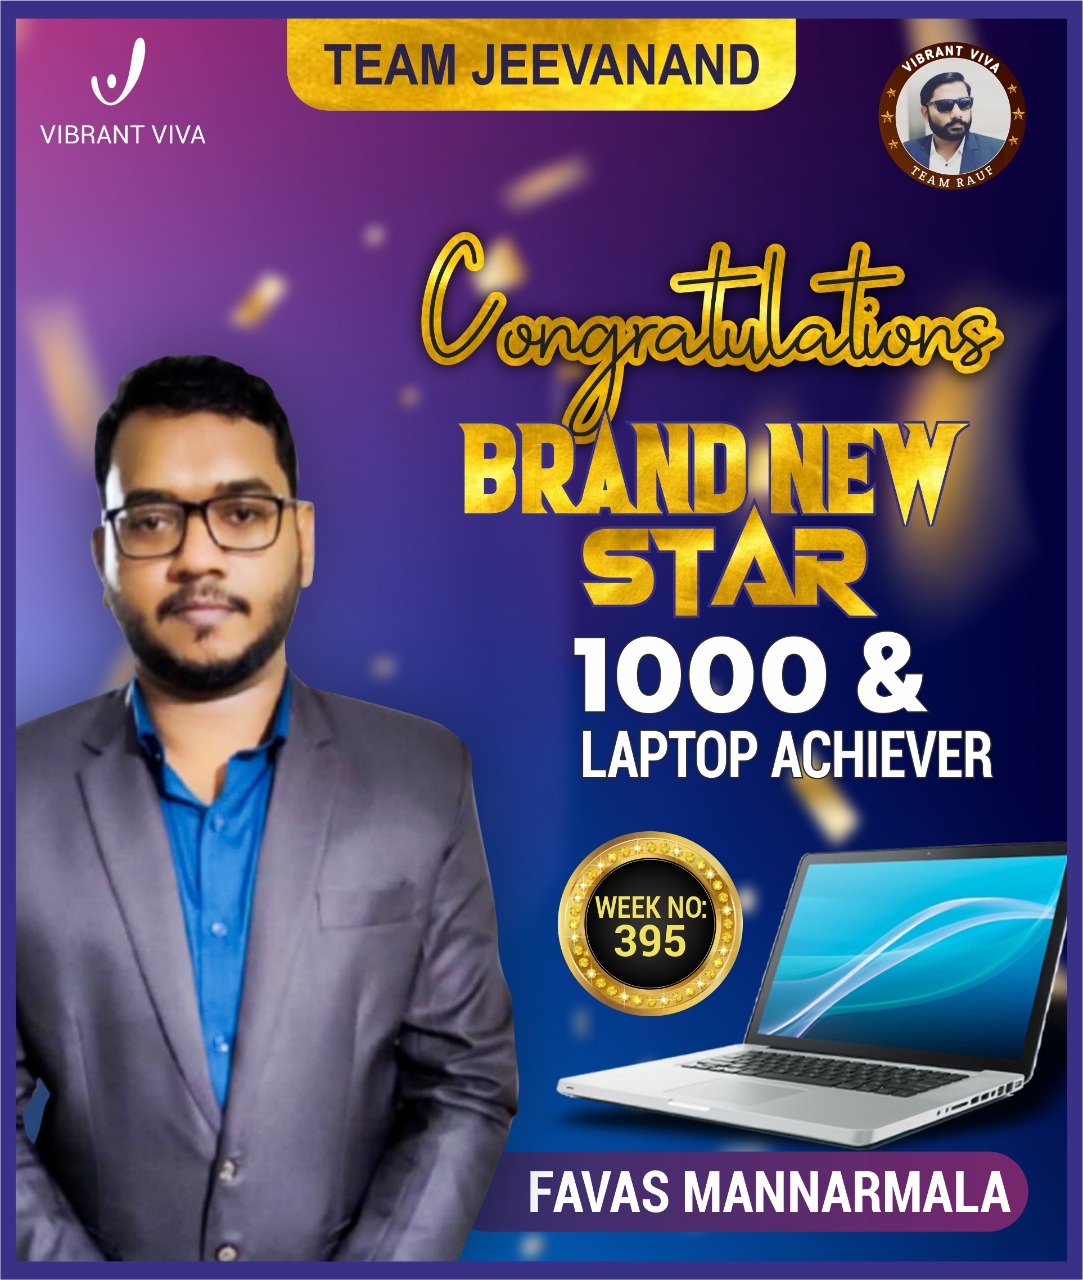 TEAM JEEVANAND
VIBRANT VIVA
VIBRANT VIVA
TEAM RAUF
Congratulations
BRAND NEW
STAR
1000 &
LAPTOP ACHIEVER
WEEK NO:
395
FAVAS MANNARMALA